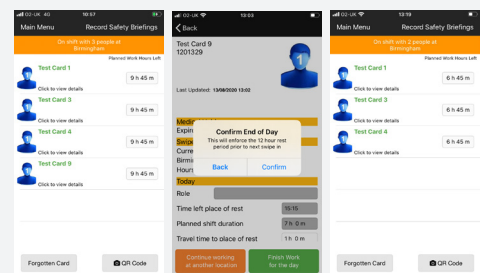 O2-UK 4G 10:57
Main Menu Record Safety Briefings
On shift with 3 people at
Birmingham
Planned Work Hours Left
Test Card 1
9 h 45 m
Click to view details
Test Card 3
9 h 45 m
Click to view details
Test Card 4
9 h 45 m
Click to view details
Test Card 9
9 h 45 m
Click to view details
Forgotten Card QR Code
O2-UK 13:03
Back
Test Card 9
1201329
1
Last Updated: 13/08/2020 13:02
Medic
Expir
Confirm End of Day
This will enforce the 12 hour rest
period prior to next swipe in
Back Confirm
Swipe
Curre
Birmi
Hours
Today
Role
Time left place of rest 15/15
Planned shift duration 7 h 0 m
Travel time to place of rest 1 h 0 m
Continue working
at another location
Finish Work
for the day
O2-UK 13:19
Main Menu Record Safety Briefings
On shift with 2 people at
Birmingham
Planned Work Hours Left
Test Card 1
6 h 45 m
Click to view details
Test Card 3
6 h 45 m
Click to view details
Test Card 4
Click to view details
Forgotten Card QR Code